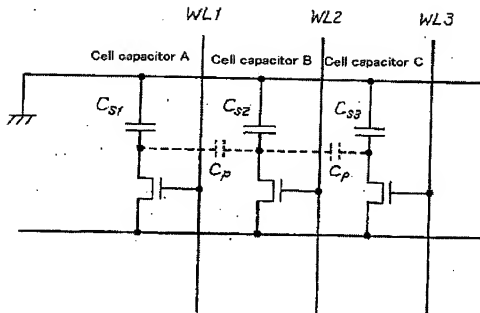 WL1 WL2 WL3
Cell capacitor A Cell capacitor B Cell capacitor C
CS1 CS2 CS3
CP CP